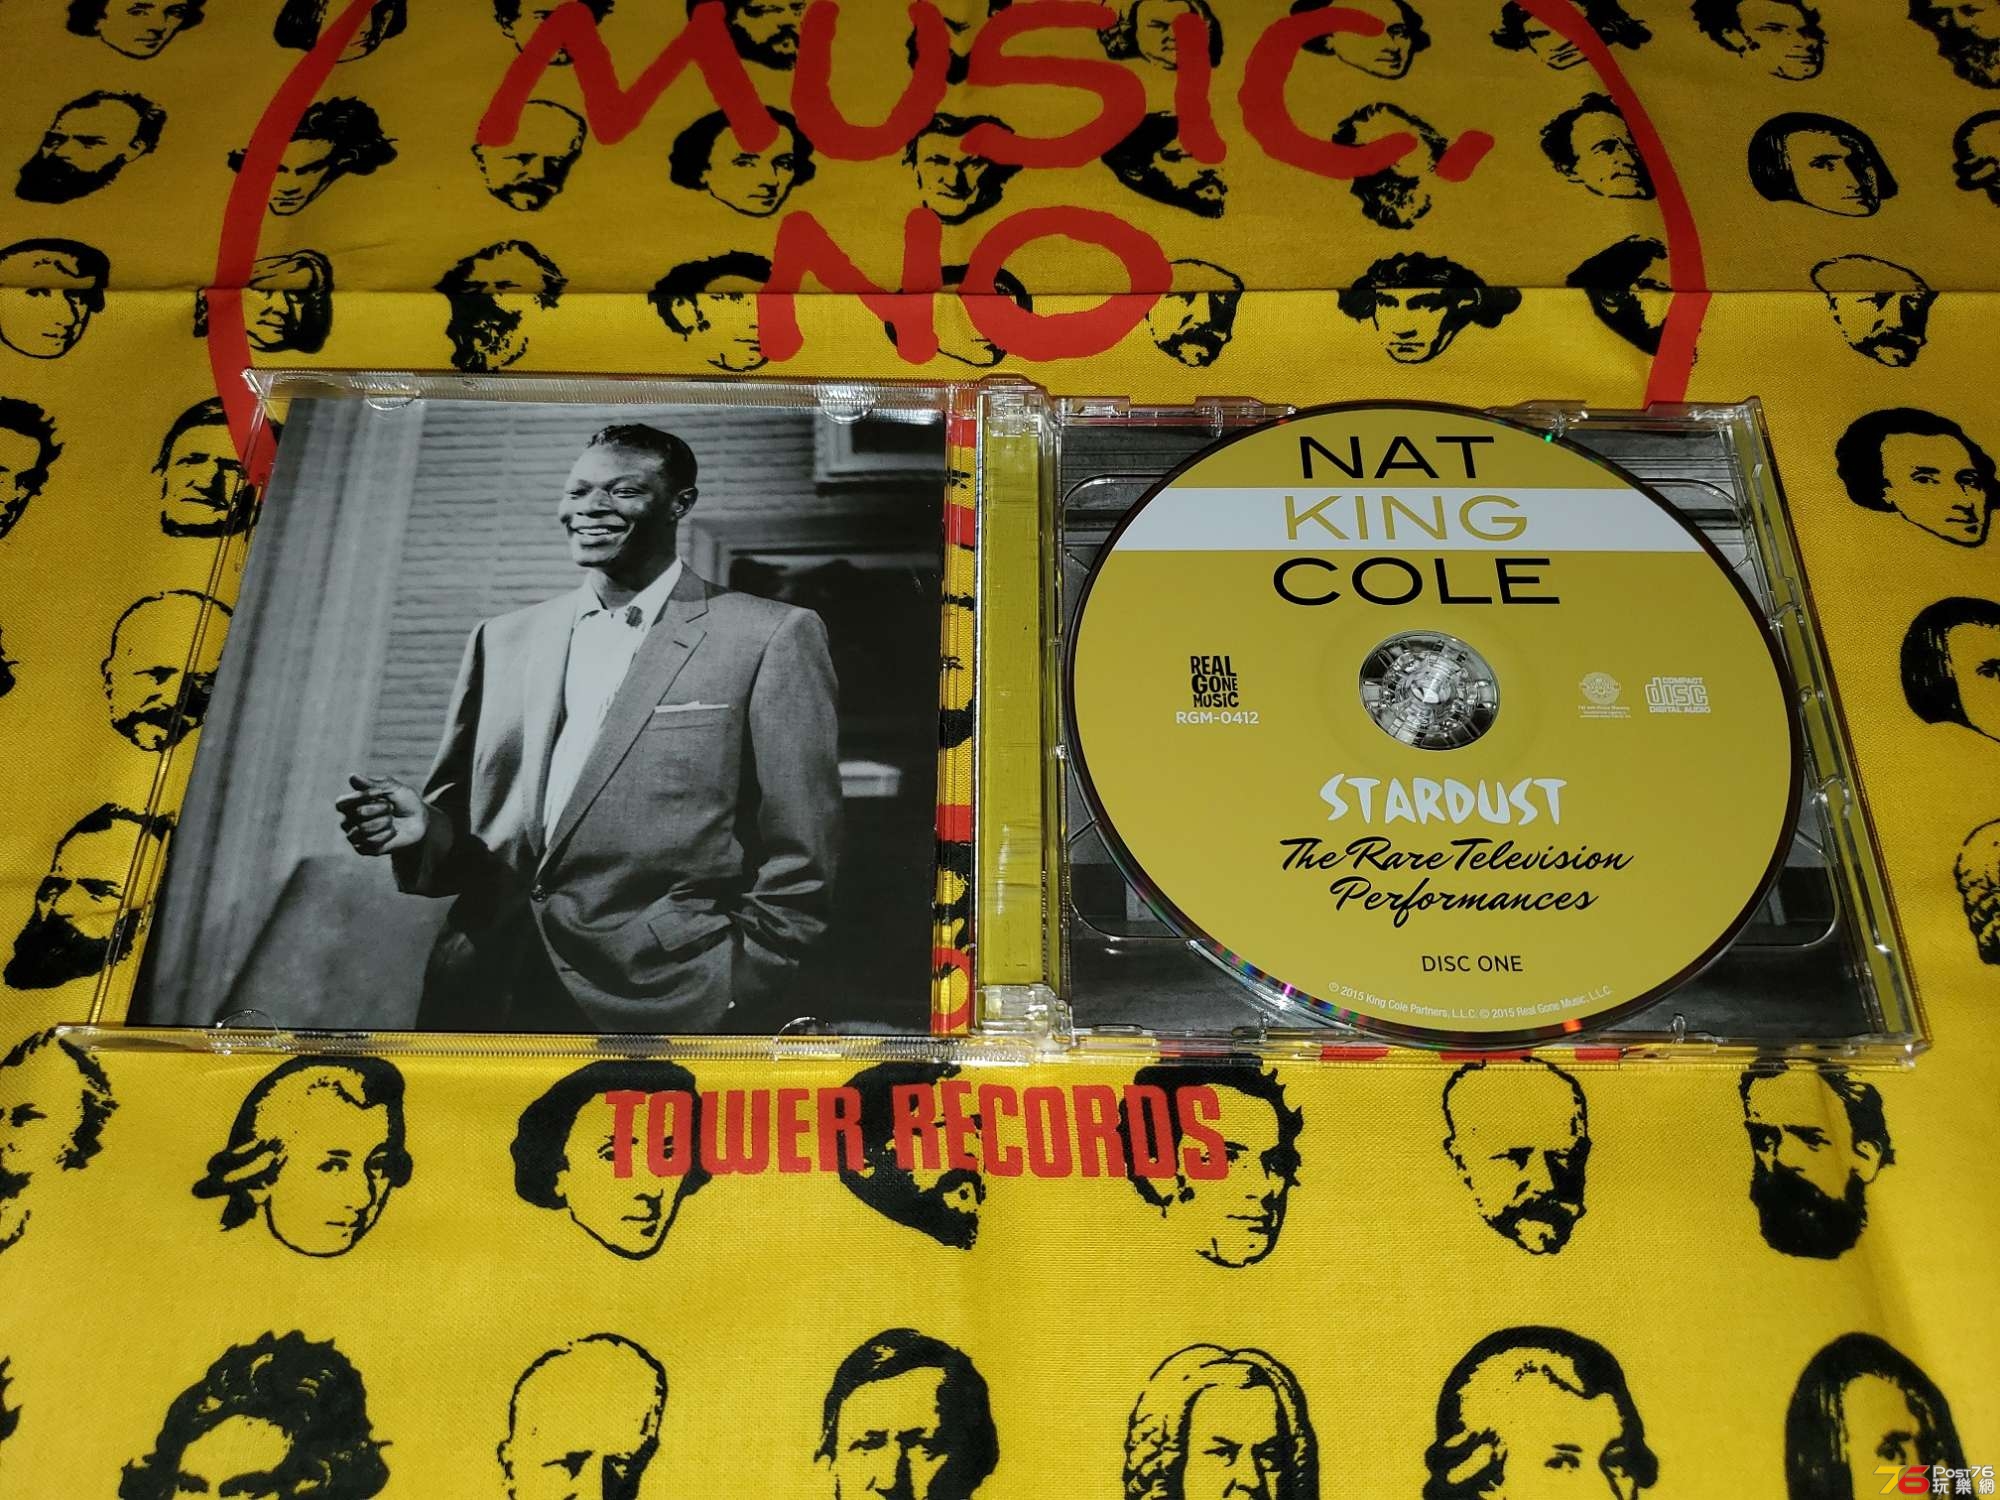 MUSIC,
NO
NAT
KING
COLE
REAL
GONE
MUSIC
RGM-0412
COMPACT
disc
DIGITAL AUDIO
STARDUST
The Rare Television
Performances
DISC ONE
℗ 2015 King Cole Partners, L.L.C. © 2015 Real Gone Music, L.L.C.
TOWER RECORDS
76 POST76
玩樂網